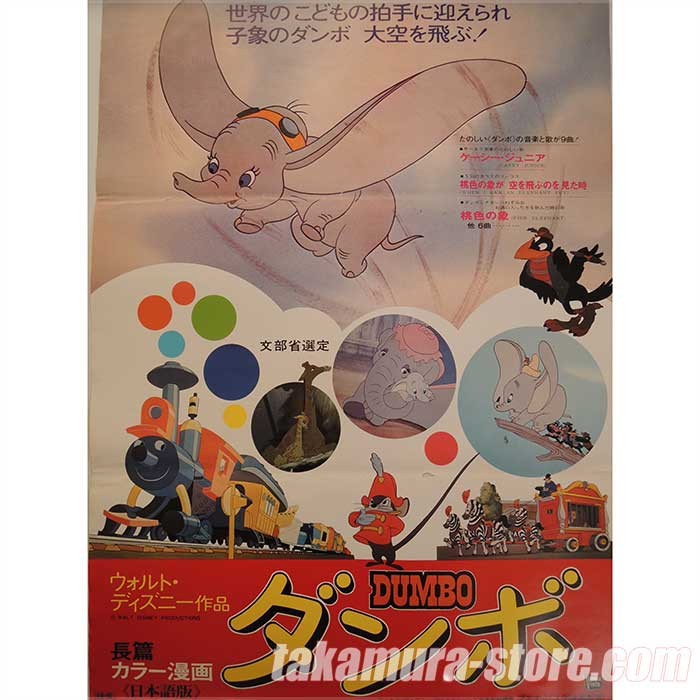 世界のこどもの拍手に迎えられ
子象のダンボ 大空を飛ぶ！
たのしい〈ダンボ〉の音楽と歌が9曲！
ケーシー・ジュニア
桃色の象が 空を飛ぶのを見た時
桃色の象 (PINK ELEPHANT
他 6曲………
文部省選定
ウォルト・
ディズニー作品
© WALT DISNEY PRODUCTIONS
DUMBO
ダンボ
長篇
カラー漫画
《日本語版》
takamura-store.com